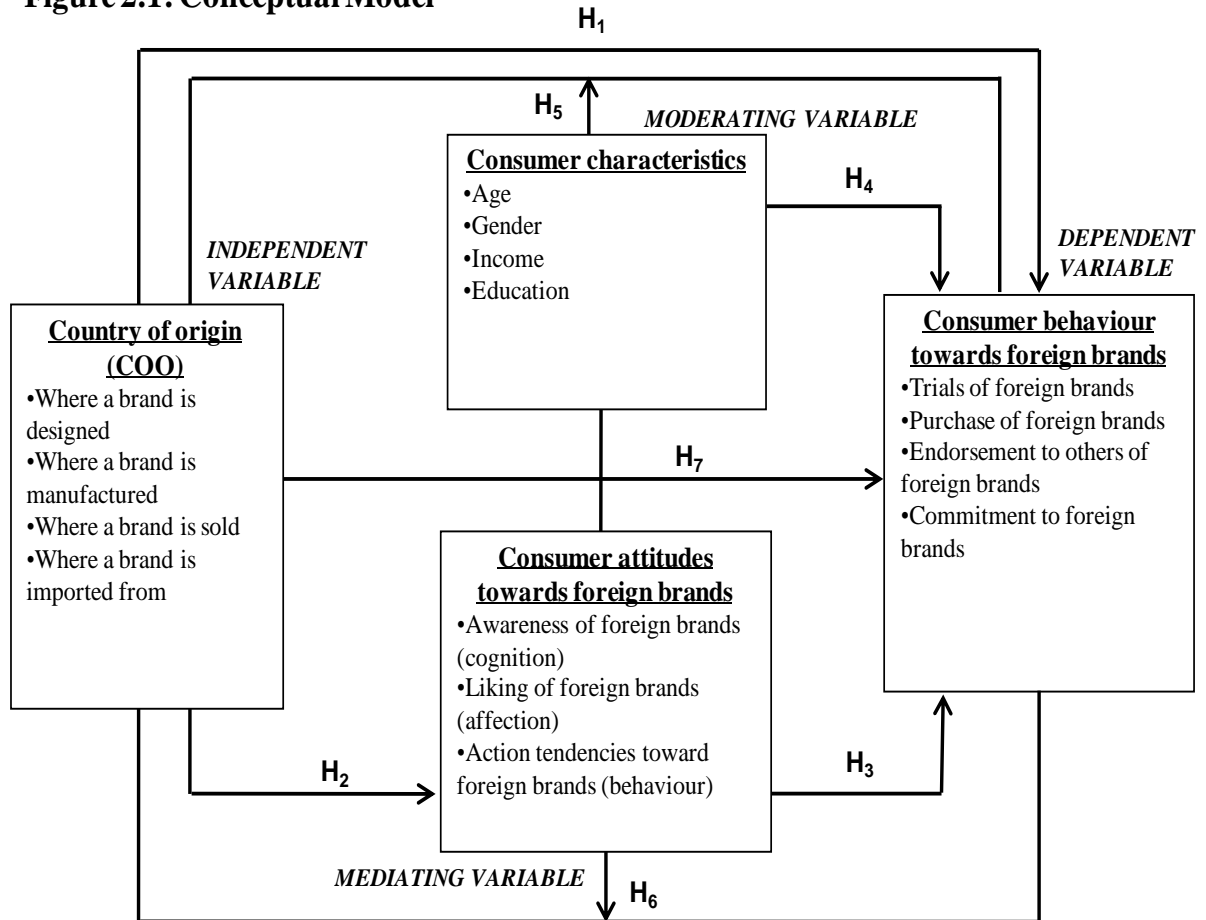 Figure 2.1: Conceptual Model
H1
H5
MODERATING VARIABLE
Consumer characteristics
•Age
•Gender
•Income
•Education
H4
INDEPENDENT
VARIABLE
DEPENDENT
VARIABLE
Country of origin
(COO)
•Where a brand is
designed
•Where a brand is
manufactured
•Where a brand is sold
•Where a brand is
imported from
Consumer behaviour
towards foreign brands
•Trials of foreign brands
•Purchase of foreign brands
•Endorsement to others of
foreign brands
•Commitment to foreign
brands
H7
Consumer attitudes
towards foreign brands
•Awareness of foreign brands
(cognition)
•Liking of foreign brands
(affection)
•Action tendencies toward
foreign brands (behaviour)
H2
H3
MEDIATING VARIABLE
H6